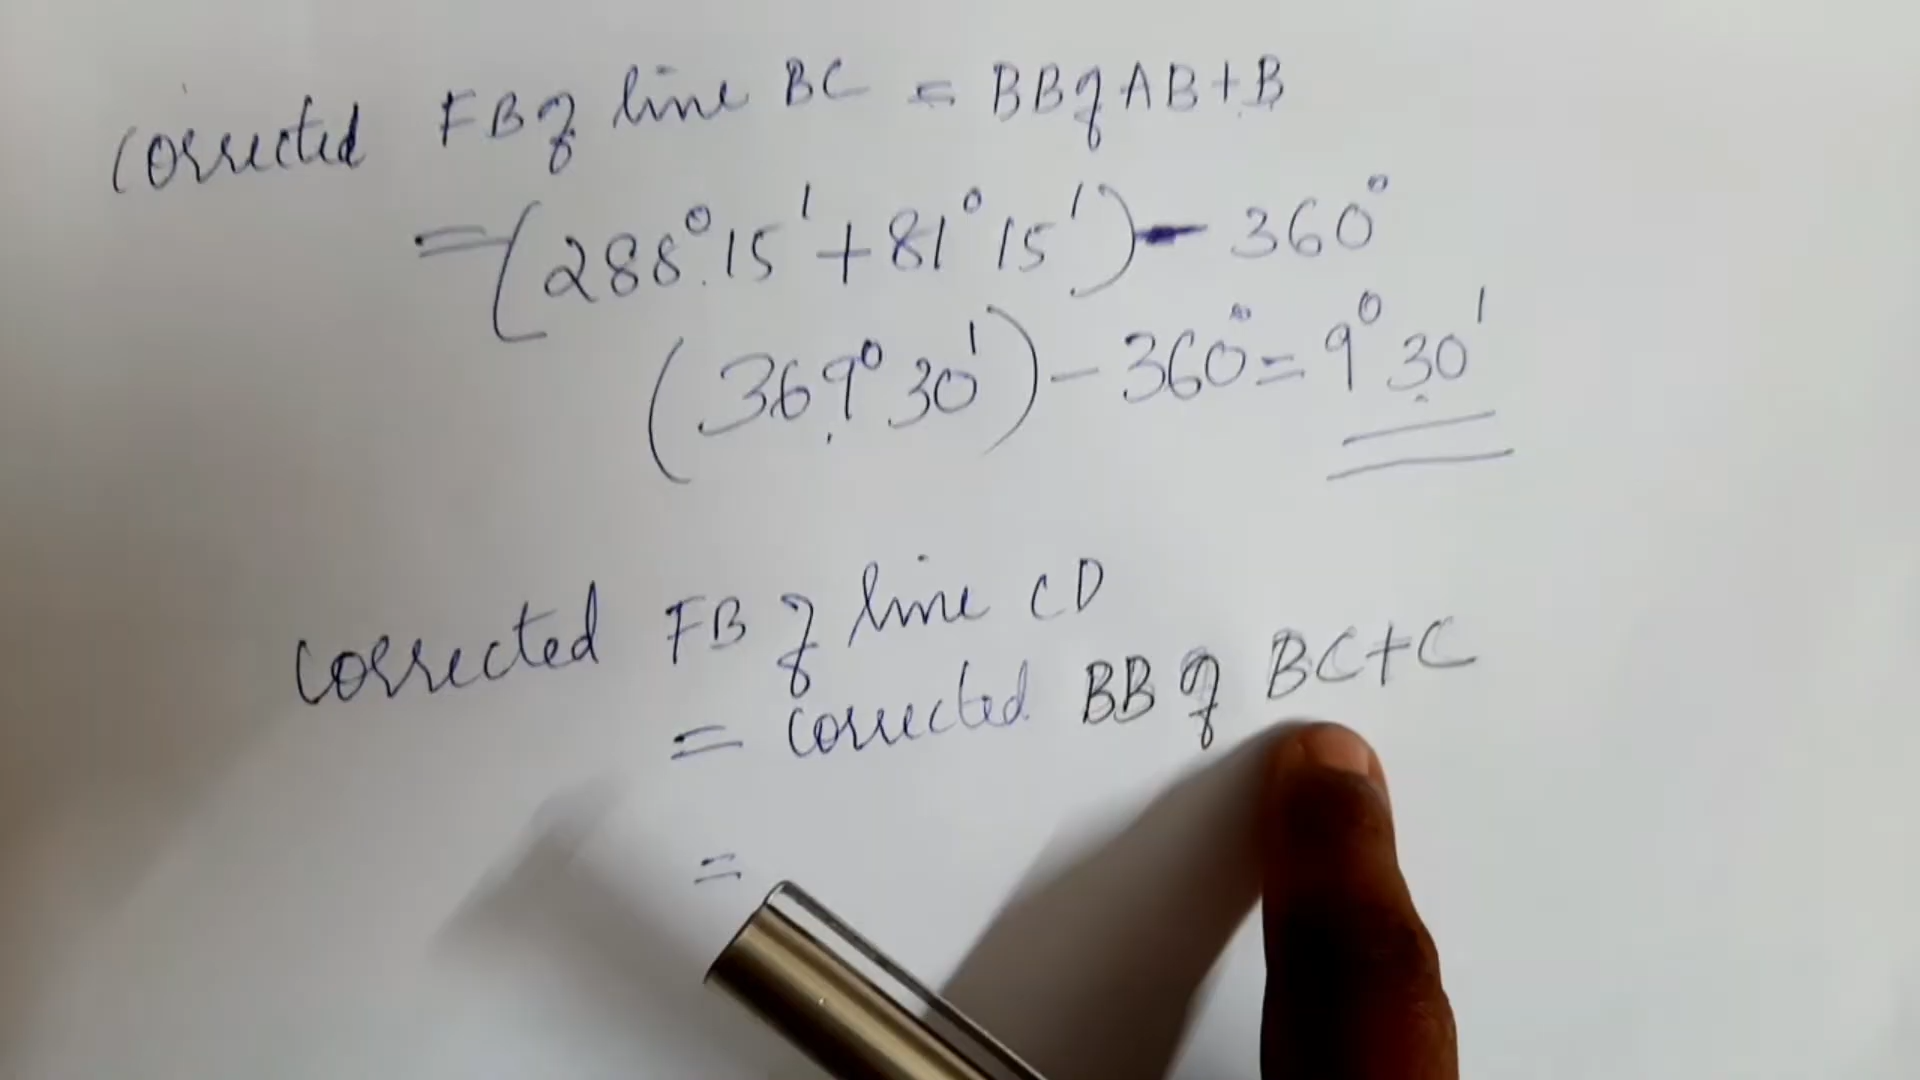 corrected FB of line BC = BB of AB + B
= (288° 15' + 81° 15') - 360°
(369° 30') - 360° = 9° 30'
corrected FB of line CD
= corrected BB of BC + C
=